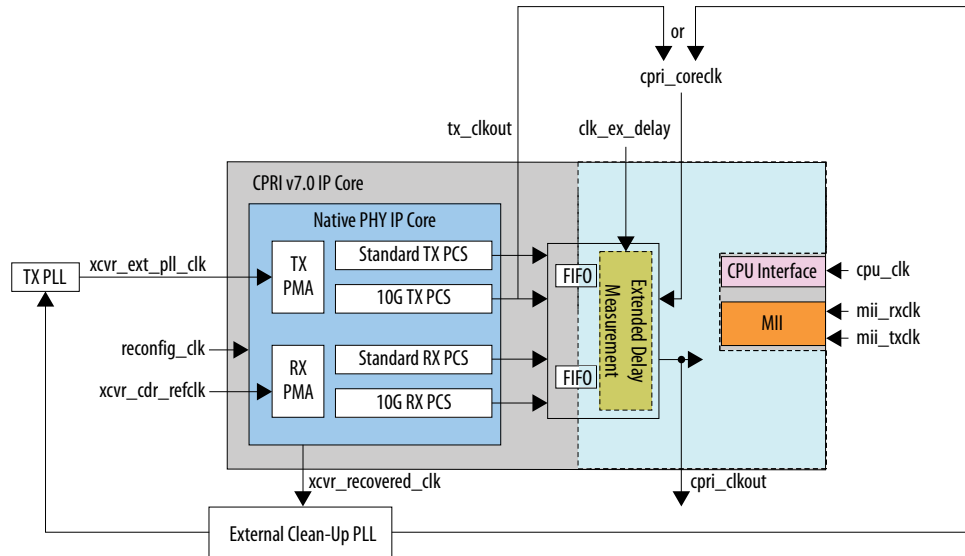 or
cpri_coreclk
tx_clkout
clk_ex_delay
CPRI v7.0 IP Core
Native PHY IP Core
TX
PMA
Standard TX PCS
10G TX PCS
RX
PMA
Standard RX PCS
10G RX PCS
FIFO
FIFO
Extended Delay
Measurement
CPU Interface
MII
cpu_clk
mii_rxclk
mii_txclk
TX PLL
xcvr_ext_pll_clk
reconfig_clk
xcvr_cdr_refclk
xcvr_recovered_clk
cpri_clkout
External Clean-Up PLL